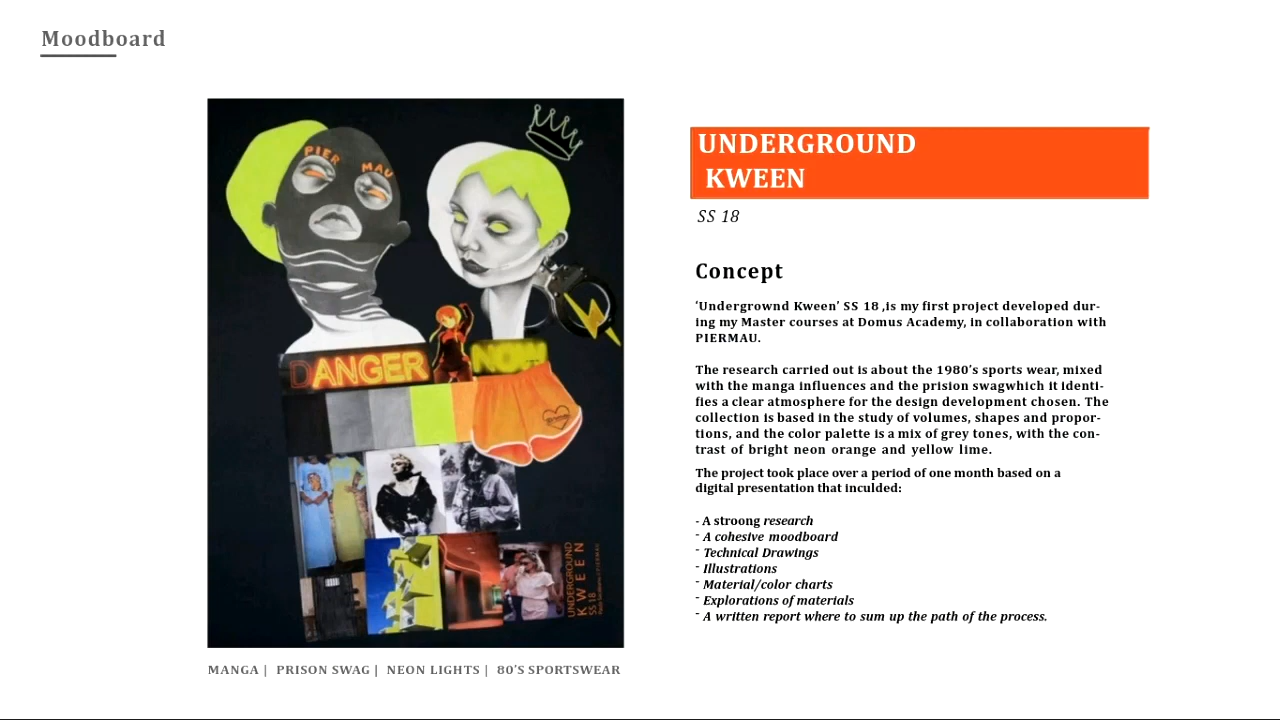 Moodboard
PIER MAU
DANGER NOW
UNDERGROUND
KWEEN
SS 18
MANGA | PRISON SWAG | NEON LIGHTS | 80'S SPORTSWEAR
UNDERGROUND
KWEEN
SS 18
Concept
‘Undergrownd Kween’ SS 18 ,is my first project developed dur-
ing my Master courses at Domus Academy, in collaboration with
PIERMAU.
The research carried out is about the 1980’s sports wear, mixed
with the manga influences and the prision swagwhich it identi-
fies a clear atmosphere for the design development chosen. The
collection is based in the study of volumes, shapes and propor-
tions, and the color palette is a mix of grey tones, with the con-
trast of bright neon orange and yellow lime.
The project took place over a period of one month based on a
digital presentation that inculded:
- A stroong research
- A cohesive moodboard
- Technical Drawings
- Illustrations
- Material/color charts
- Explorations of materials
- A written report where to sum up the path of the process.